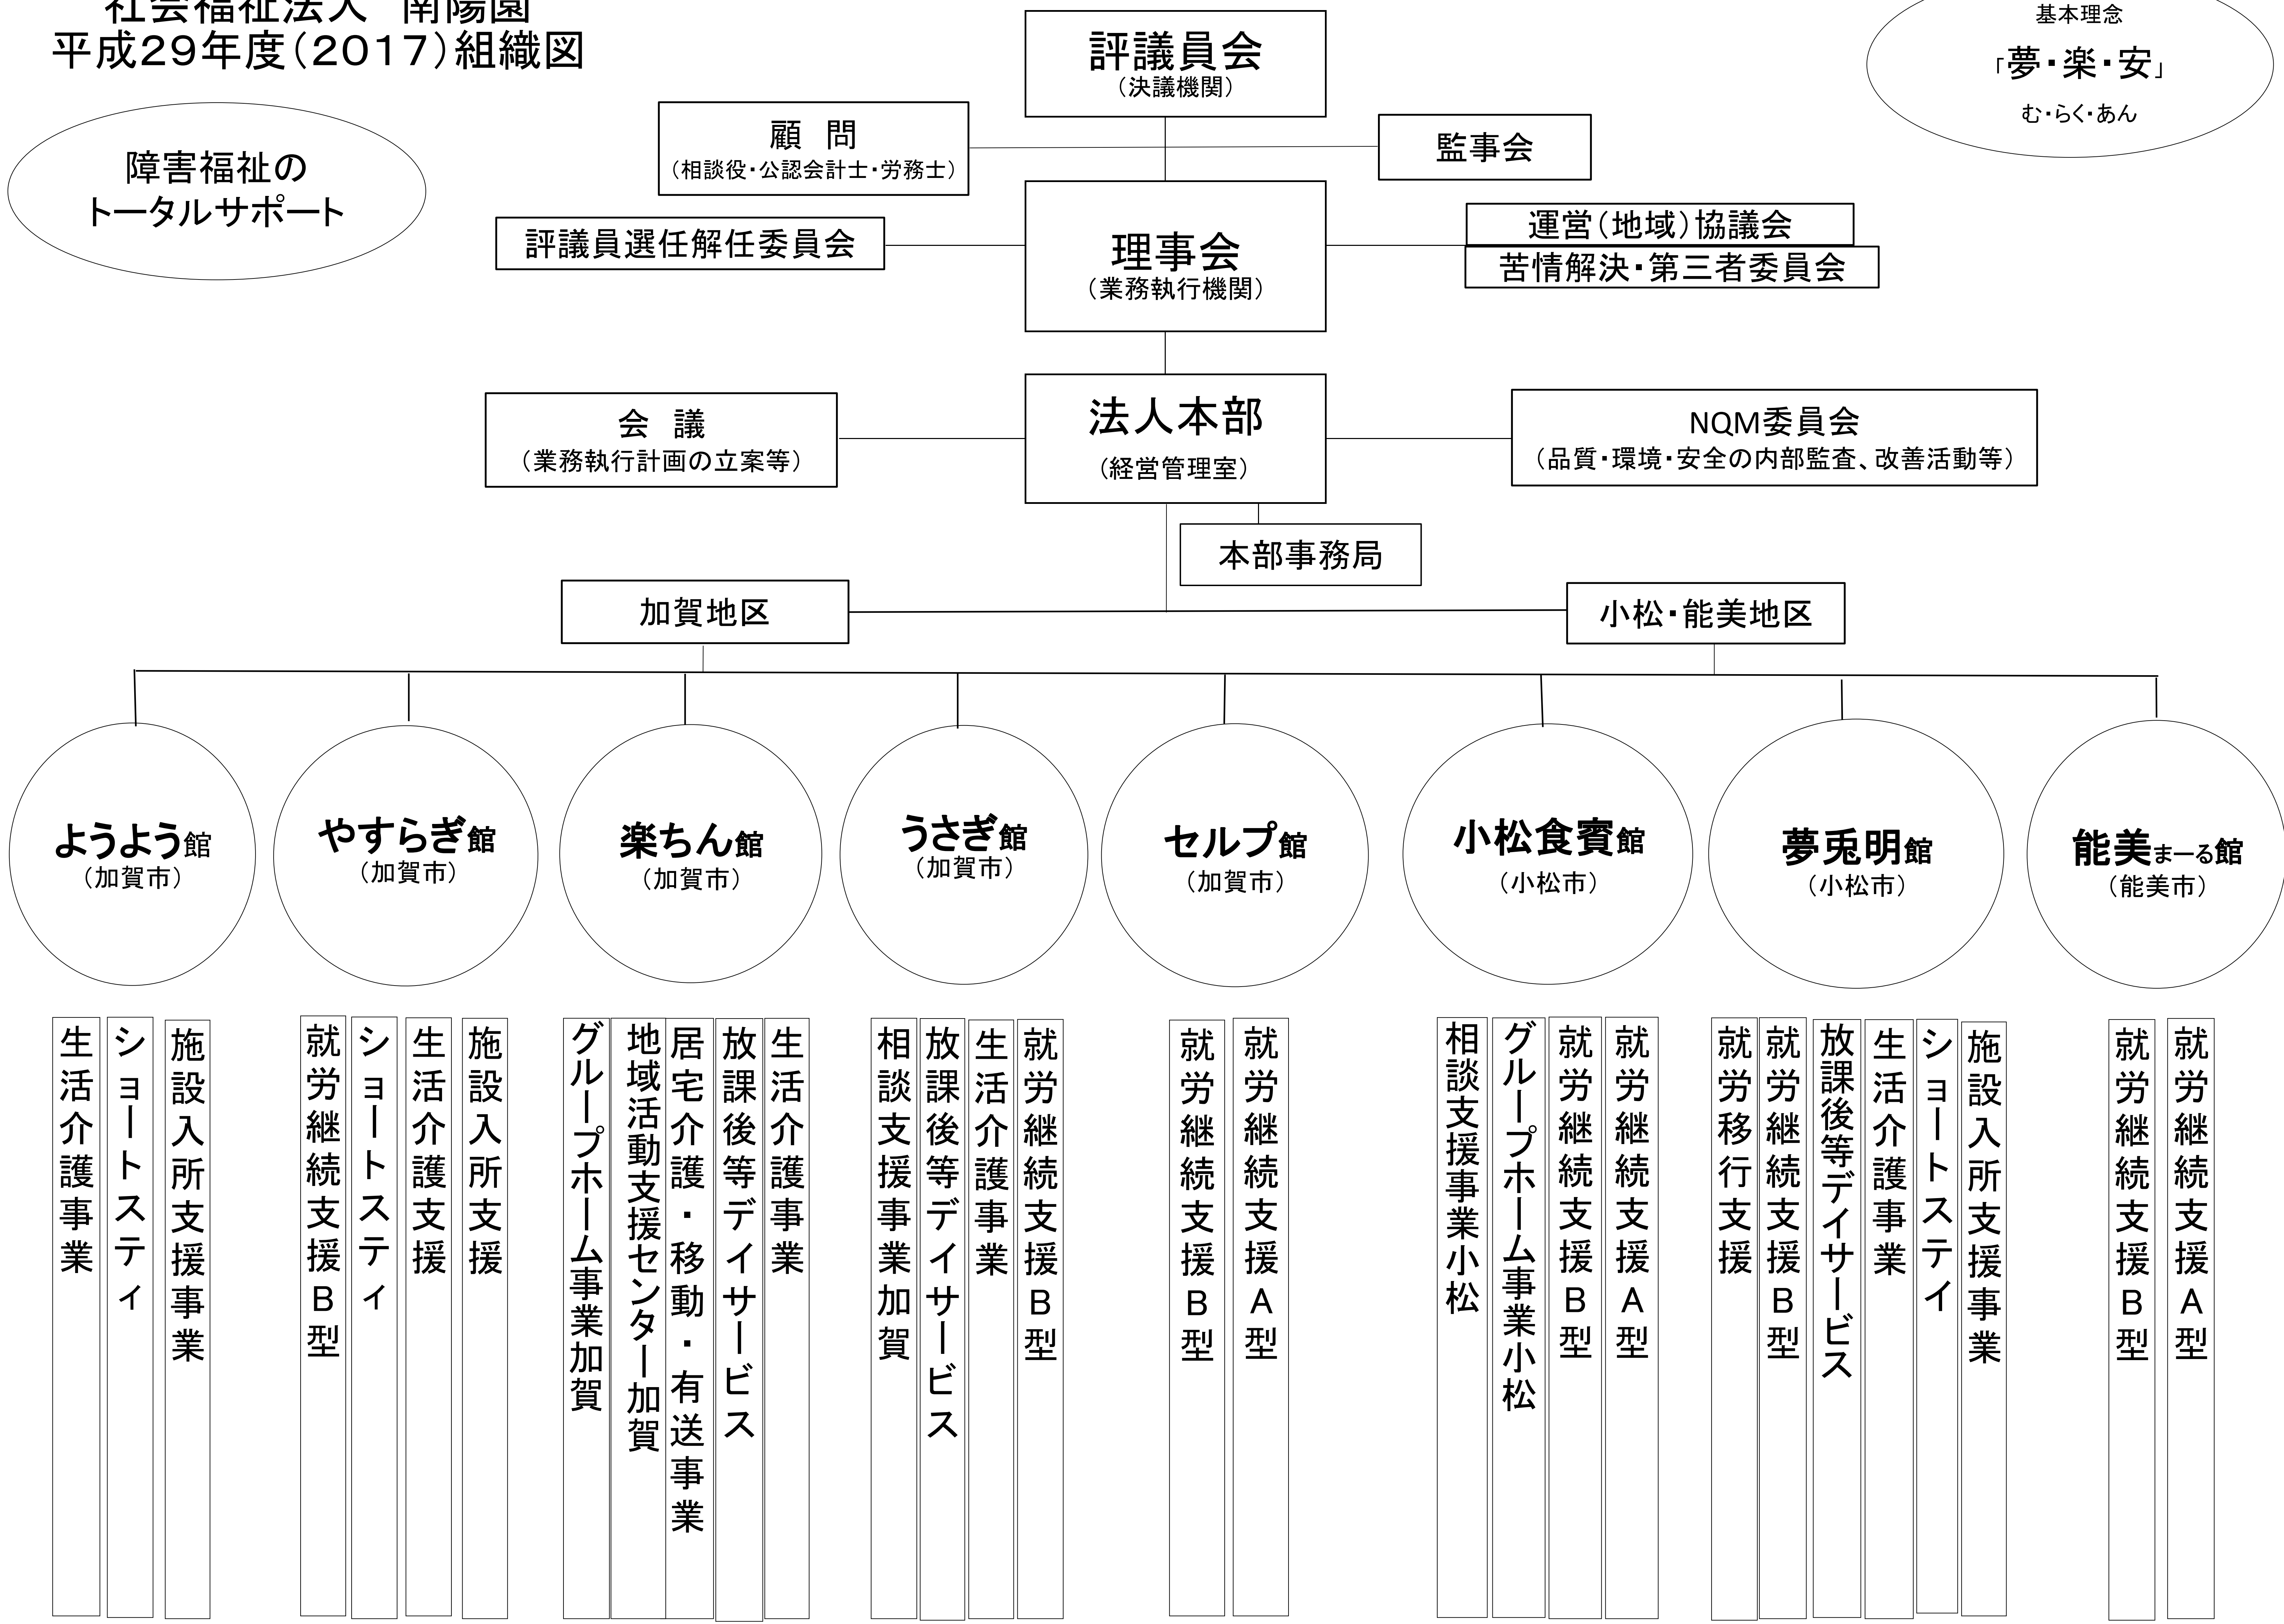 社会福祉法人　南陽園
平成29年度(2017)組織図
基本理念
「夢・楽・安」
む・らく・あん
障害福祉の
トータルサポート
評議員会
（決議機関）
顧　問
（相談役・公認会計士・労務士）
監事会
評議員選任解任委員会
理事会
（業務執行機関）
運営（地域）協議会
苦情解決・第三者委員会
会　議
（業務執行計画の立案等）
法人本部
（経営管理室）
NQM委員会
（品質・環境・安全の内部監査、改善活動等）
本部事務局
加賀地区
小松・能美地区
ようよう館
（加賀市）
やすらぎ館
（加賀市）
楽ちん館
（加賀市）
うさぎ館
（加賀市）
セルプ館
（加賀市）
小松食賓館
（小松市）
夢兎明館
（小松市）
能美まーる館
（能美市）
生活介護事業
ショートスティ
施設入所支援事業
就労継続支援B型
ショートスティ
生活介護支援
施設入所支援
グループホーム事業加賀
地域活動支援センター加賀
居宅介護・移動・有送事業
放課後等デイサービス
生活介護事業
相談支援事業加賀
放課後等デイサービス
生活介護事業
就労継続支援B型
就労継続支援B型
就労継続支援A型
相談支援事業小松
グループホーム事業小松
就労継続支援B型
就労継続支援A型
就労移行支援
就労継続支援B型
放課後等デイサービス
生活介護事業
ショートステイ
施設入所支援事業
就労継続支援B型
就労継続支援A型